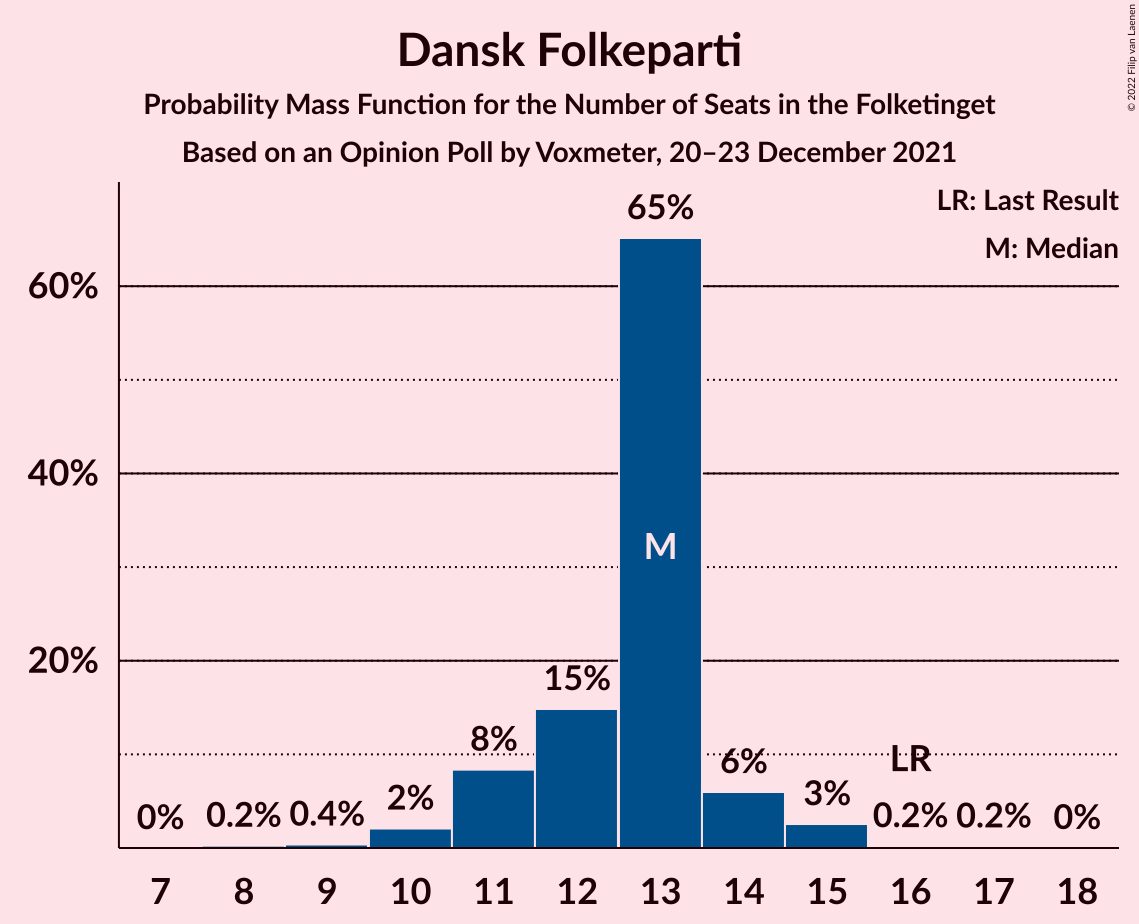 Dansk Folkeparti
Probability Mass Function for the Number of Seats in the Folketinget
Based on an Opinion Poll by Voxmeter, 20–23 December 2021
© 2022 Filip van Laenen
LR: Last Result
M: Median
60%
40%
20%
0%
0.2%
0.4%
2%
8%
15%
65%
M
6%
3%
LR
0.2%
0.2%
0%
7 8 9 10 11 12 13 14 15 16 17 18